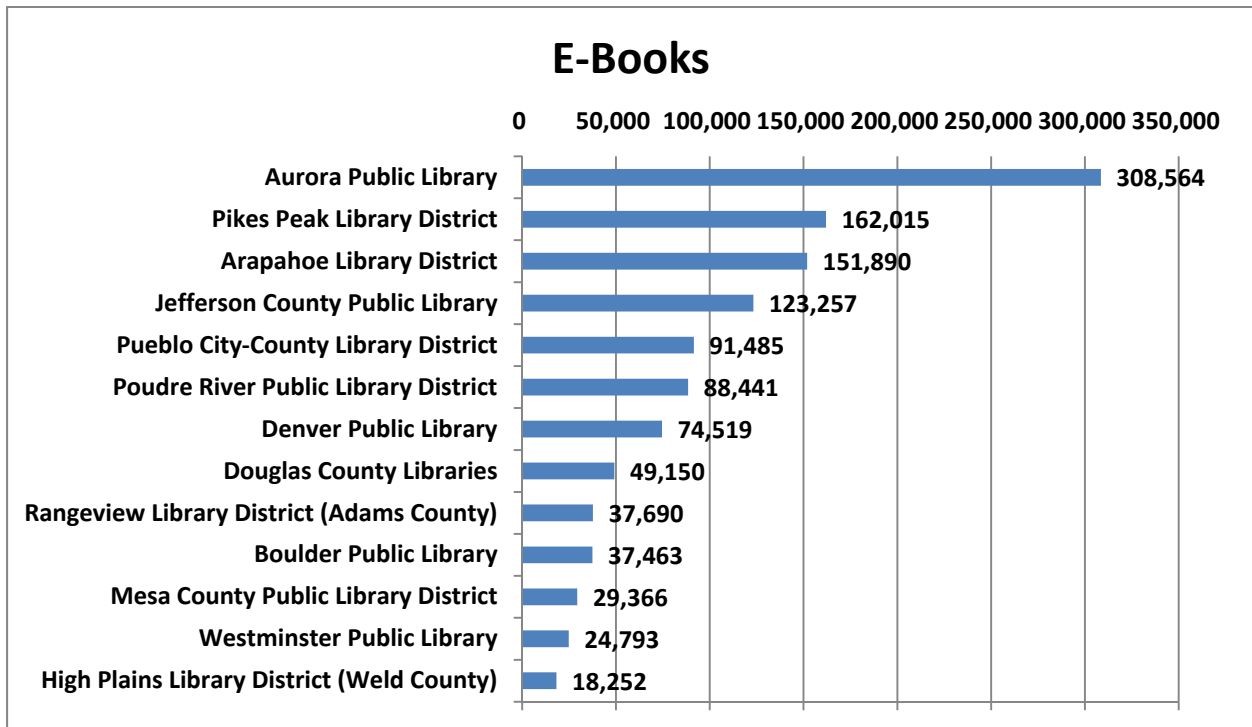 E-Books
0 50,000 100,000 150,000 200,000 250,000 300,000 350,000
Aurora Public Library 308,564
Pikes Peak Library District 162,015
Arapahoe Library District 151,890
Jefferson County Public Library 123,257
Pueblo City-County Library District 91,485
Poudre River Public Library District 88,441
Denver Public Library 74,519
Douglas County Libraries 49,150
Rangeview Library District (Adams County) 37,690
Boulder Public Library 37,463
Mesa County Public Library District 29,366
Westminster Public Library 24,793
High Plains Library District (Weld County) 18,252